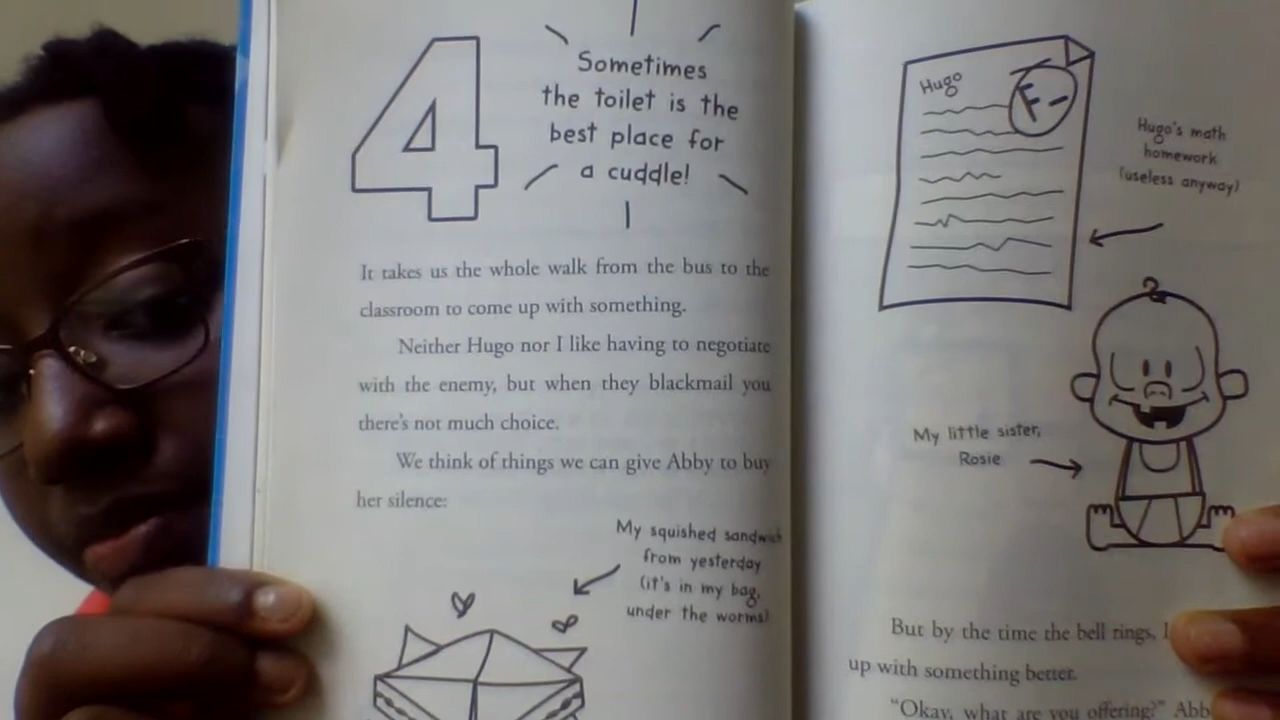 4
Sometimes
the toilet is the
best place for
a cuddle!
It takes us the whole walk from the bus to the
classroom to come up with something.
Neither Hugo nor I like having to negotiate
with the enemy, but when they blackmail you
there's not much choice.
We think of things we can give Abby to buy
her silence:
My squished sandwich
from yesterday
(it's in my bag,
under the worms)
Hugo
F-
Hugo's math
homework
(useless anyway)
My little sister,
Rosie
But by the time the bell rings,
up with something better.
"Okay, what are you offering?"